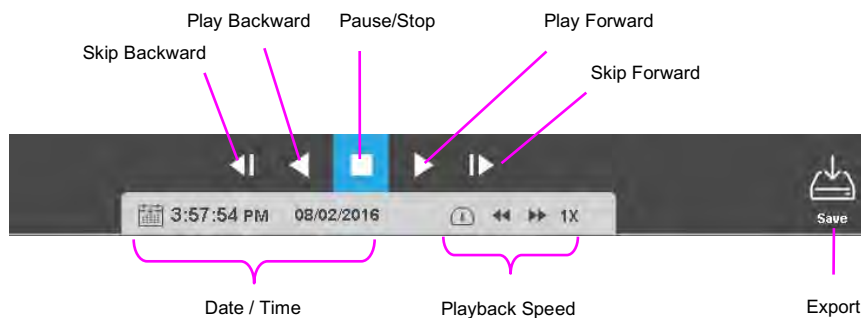 Play Backward
Pause/Stop
Play Forward
Skip Backward
Skip Forward
3:57:54 PM 08/02/2016 1X
Save
Date / Time
Playback Speed
Export